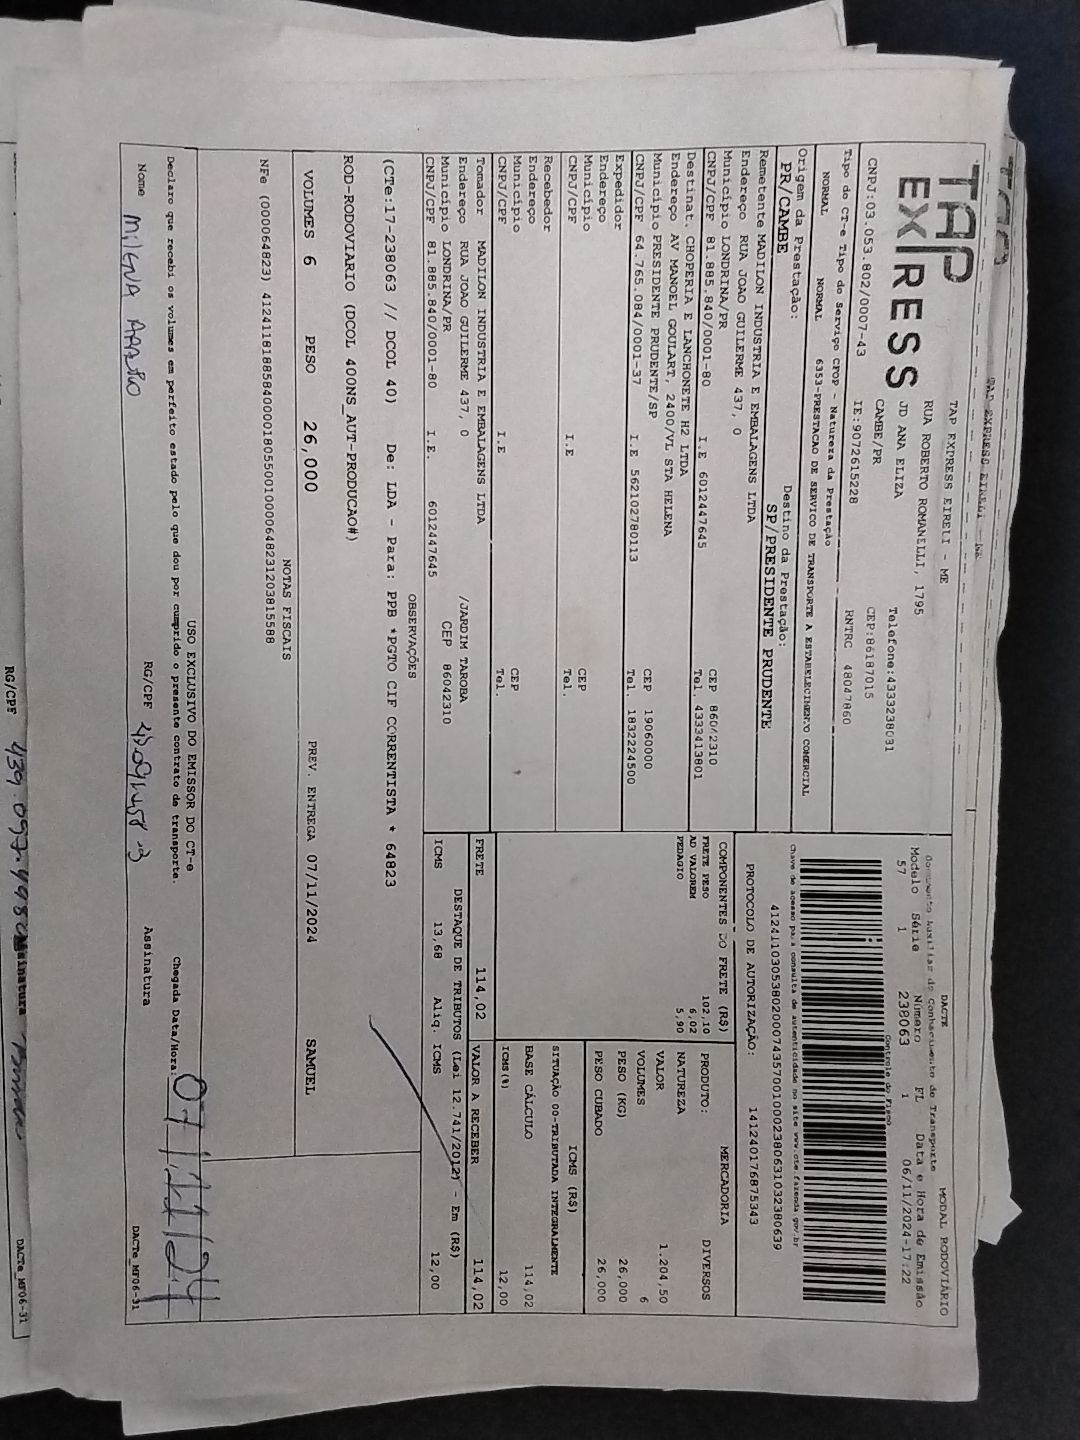 TAP
EXPRESS
TAP EXPRESS EIRELI - ME
RUA ROBERTO ROMANELLI, 1795
JD ANA ELIZA
CAMBE/PR
Telefone:4333238031
CEP:86187015
CNPJ:03.053.802/0007-43 IE:9072615228 RNTRC 48047860
Tipo do CT-e Tipo do Serviço CFOP - Natureza da Prestação
NORMAL NORMAL 6353-PRESTACAO DE SERVICO DE TRANSPORTE A ESTABELECIMENTO COMERCIAL
Origem da Prestação: Destino da Prestação:
PR/CAMBE SP/PRESIDENTE PRUDENTE
Remetente MADILON INDUSTRIA E EMBALAGENS LTDA
Endereço RUA JOAO GUILERME 437, 0
Município LONDRINA/PR CEP 86042310
CNPJ/CPF 81.885.840/0001-80 I.E 6012447645 Tel. 4333413801
Destinat. CHOPERIA E LANCHONETE H2 LTDA
Endereço AV MANOEL GOULART, 2400/VL STA HELENA
Município PRESIDENTE PRUDENTE/SP CEP 19060000
CNPJ/CPF 64.765.084/0001-37 I.E 562102780113 Tel. 1832224500
Expedidor
Endereço
Município CEP
CNPJ/CPF I.E Tel.
Recebedor
Endereço
Município CEP
CNPJ/CPF I.E Tel.
Tomador MADILON INDUSTRIA E EMBALAGENS LTDA
Endereço RUA JOAO GUILERME 437, 0 /JARDIM TAROBA
Município LONDRINA/PR CEP 86042310
CNPJ/CPF 81.885.840/0001-80 I.E. 6012447645
DACTE MODAL RODOVIÁRIO
Documento Auxiliar do Conhecimento de Transporte
Modelo Série Número FL Data e Hora de Emissão
57 1 238063 1 06/11/2024-17:22
Controle do Fisco
Chave de acesso para consulta de autenticidade no site www.cte.fazenda.gov.br
41241103053802000743570010002380631032380639
PROTOCOLO DE AUTORIZAÇÃO: 141240176875343
COMPONENTES DO FRETE (R$)
FRETE PESO 102,10
AD VALOREM 6,02
PEDAGIO 5,90
MERCADORIA
PRODUTO: DIVERSOS
NATUREZA
VALOR 1.204,50
VOLUMES 6
PESO (KG) 26,000
PESO CUBADO 26,000
ICMS (R$)
SITUAÇÃO 00-TRIBUTADA INTEGRALMENTE
BASE CÁLCULO 114,02
ICMS(%) 12,00
FRETE 114,02 VALOR A RECEBER 114,02
DESTAQUE DE TRIBUTOS (Lei 12.741/2012) - Em (R$)
ICMS 13,68 Aliq. ICMS 12,00
OBSERVAÇÕES
(CTe:17-238063 // DCOL 40) De: LDA - Para: PPB *PGTO CIF CORRENTISTA * 64823
ROD-RODOVIARIO (DCOL 400NS_AUT-PRODUCAO#)
VOLUMES 6 PESO 26,000 PREV. ENTREGA 07/11/2024 SAMUEL
NOTAS FISCAIS
NFe (000064823) 41241181885840000180550010000648231203815588
USO EXCLUSIVO DO EMISSOR DO CT-e
Declaro que recebi os volumes em perfeito estado pelo que dou por cumprido o presente contrato de transporte. Chegada Data/Hora: 07/11/24
Nome RG/CPF Assinatura
DACTe_MF06-31
RG/CPF Assinatura
DACTe_MF06-31